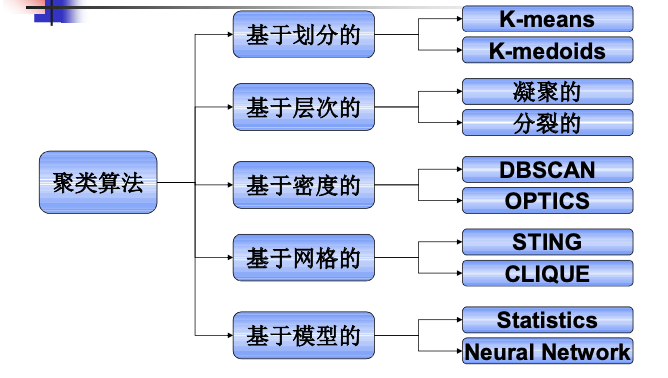 聚类算法
基于划分的
K-means
K-medoids
基于层次的
凝聚的
分裂的
基于密度的
DBSCAN
OPTICS
基于网格的
STING
CLIQUE
基于模型的
Statistics
Neural Network